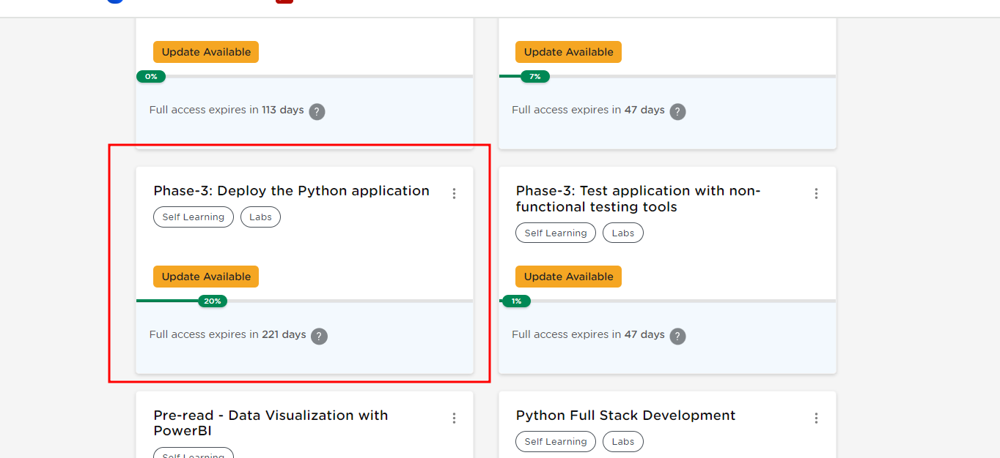 Update Available
0%
Full access expires in 113 days ?
Update Available
7%
Full access expires in 47 days ?
Phase-3: Deploy the Python application
Self Learning Labs
Update Available
20%
Full access expires in 221 days ?
Phase-3: Test application with non-
functional testing tools
Self Learning Labs
Update Available
1%
Full access expires in 47 days ?
Pre-read - Data Visualization with
PowerBI
Self Learning
Python Full Stack Development
Self Learning Labs